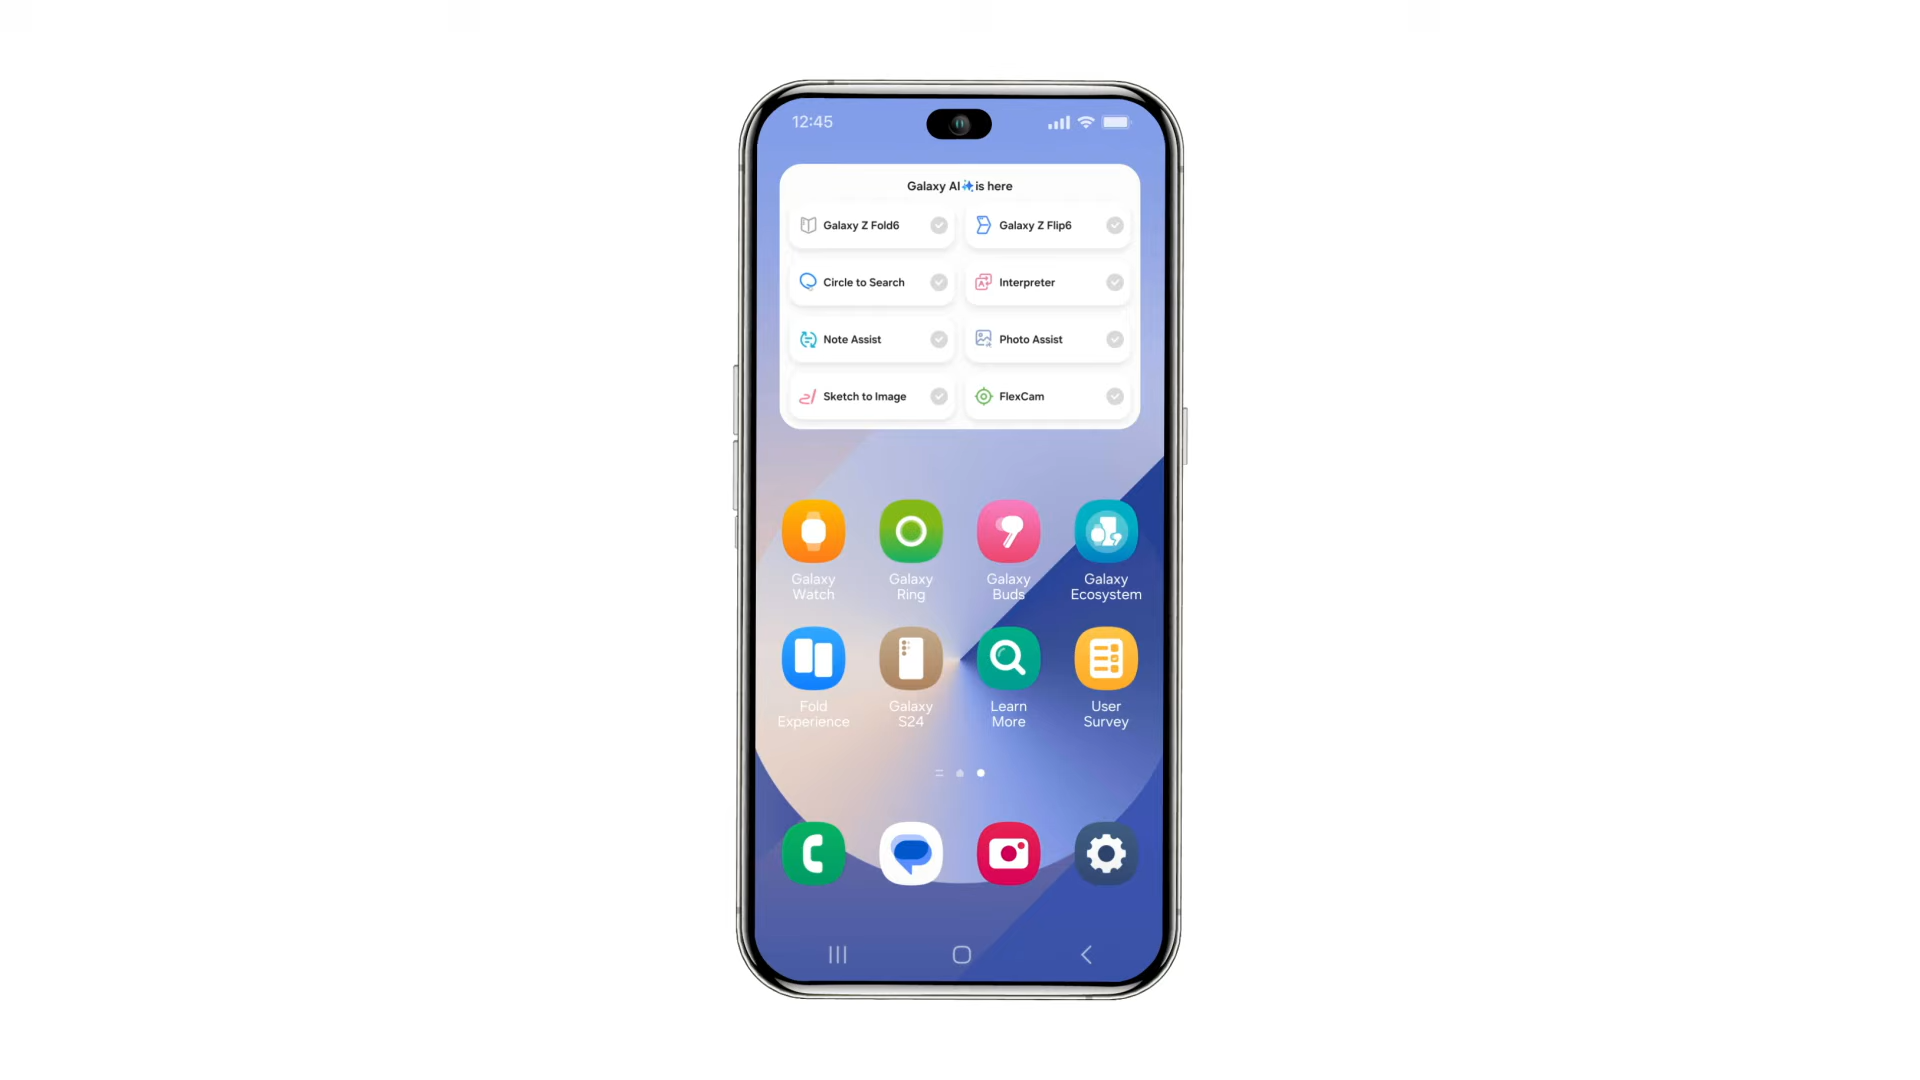 12:45
Galaxy AI is here
Galaxy Z Fold6
Galaxy Z Flip6
Circle to Search
Interpreter
Note Assist
Photo Assist
Sketch to Image
FlexCam
Galaxy
Watch
Galaxy
Ring
Galaxy
Buds
Galaxy
Ecosystem
Fold
Experience
Galaxy
S24
Learn
More
User
Survey